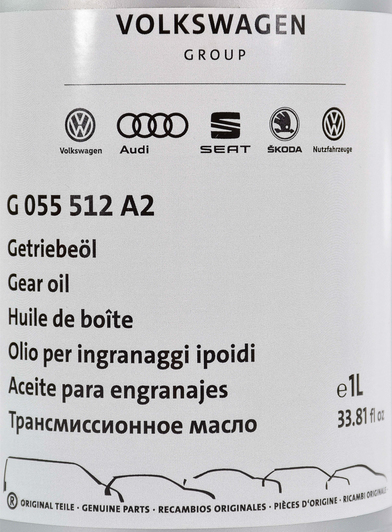 VOLKSWAGEN
GROUP
Volkswagen Audi SEAT ŠKODA Nutzfahrzeuge
G 055 512 A2
Getriebeöl
Gear oil
Huile de boîte
Olio per ingranaggi ipoidi
Aceite para engranajes ℮1L
Трансмиссионное масло 33.81 fl oz
® ORIGINAL TEILE · GENUINE PARTS · RECAMBIOS ORIGINALES · PIÈCES D'ORIGINE · RICAMBI ORIGINALI